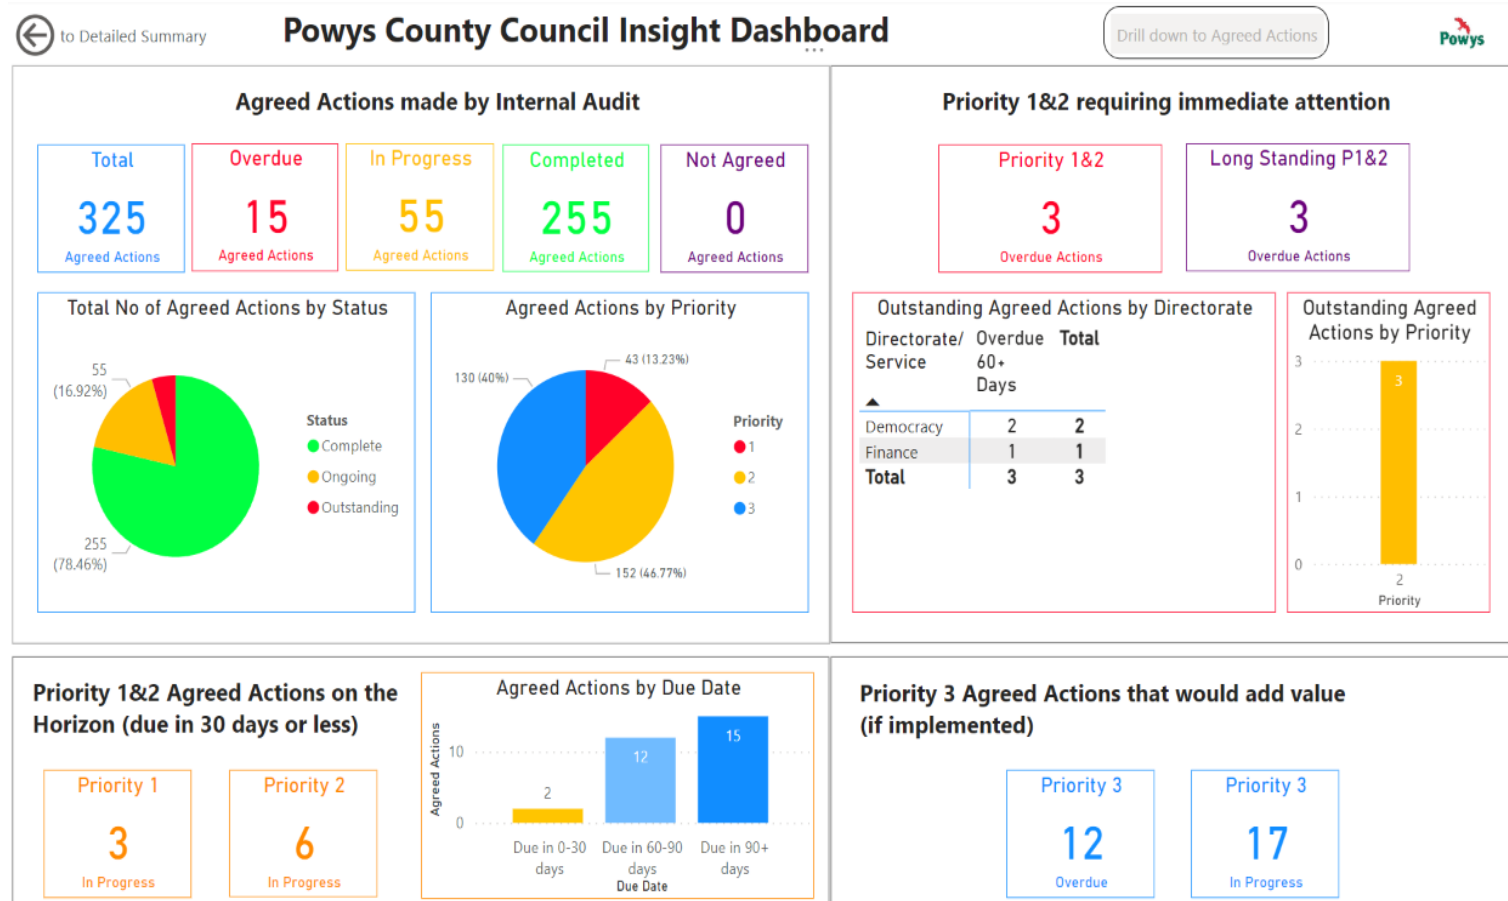 to Detailed Summary
Powys County Council Insight Dashboard
Drill down to Agreed Actions
Powys
Agreed Actions made by Internal Audit
Total
325
Agreed Actions
Overdue
15
Agreed Actions
In Progress
55
Agreed Actions
Completed
255
Agreed Actions
Not Agreed
0
Agreed Actions
Total No of Agreed Actions by Status
55
(16.92%)
255
(78.46%)
Status
Complete
Ongoing
Outstanding
Agreed Actions by Priority
43 (13.23%)
130 (40%)
152 (46.77%)
Priority
1
2
3
Priority 1&2 requiring immediate attention
Priority 1&2
3
Overdue Actions
Long Standing P1&2
3
Overdue Actions
Outstanding Agreed Actions by Directorate
Directorate/ Overdue Total
Service 60+
Days
Democracy 2 2
Finance 1 1
Total 3 3
Outstanding Agreed
Actions by Priority
3
3
2
1
0
2
Priority
Priority 1&2 Agreed Actions on the
Horizon (due in 30 days or less)
Priority 1
3
In Progress
Priority 2
6
In Progress
Agreed Actions by Due Date
Agreed Actions
10
0
2
12
15
Due in 0-30 Due in 60-90 Due in 90+
days days days
Due Date
Priority 3 Agreed Actions that would add value
(if implemented)
Priority 3
12
Overdue
Priority 3
17
In Progress